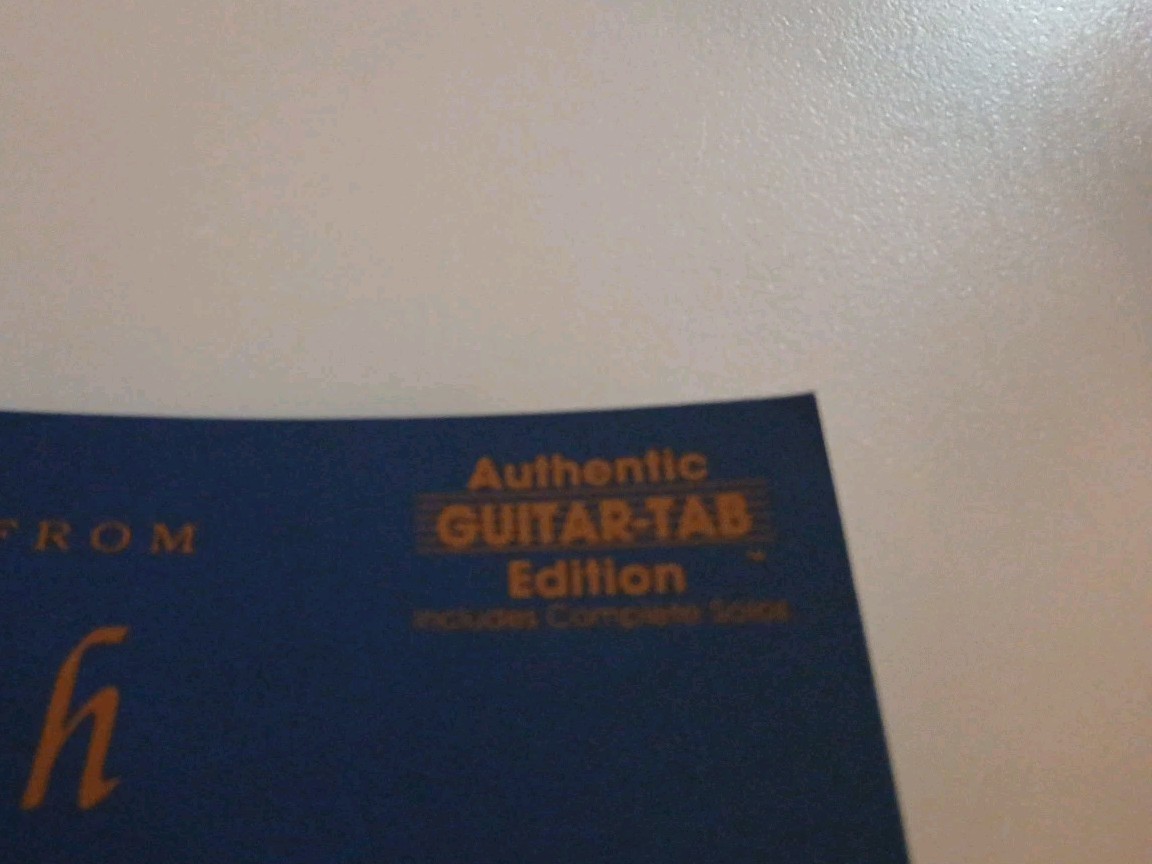 Authentic
GUITAR-TAB
Edition
Includes Complete Solos
FROM
h